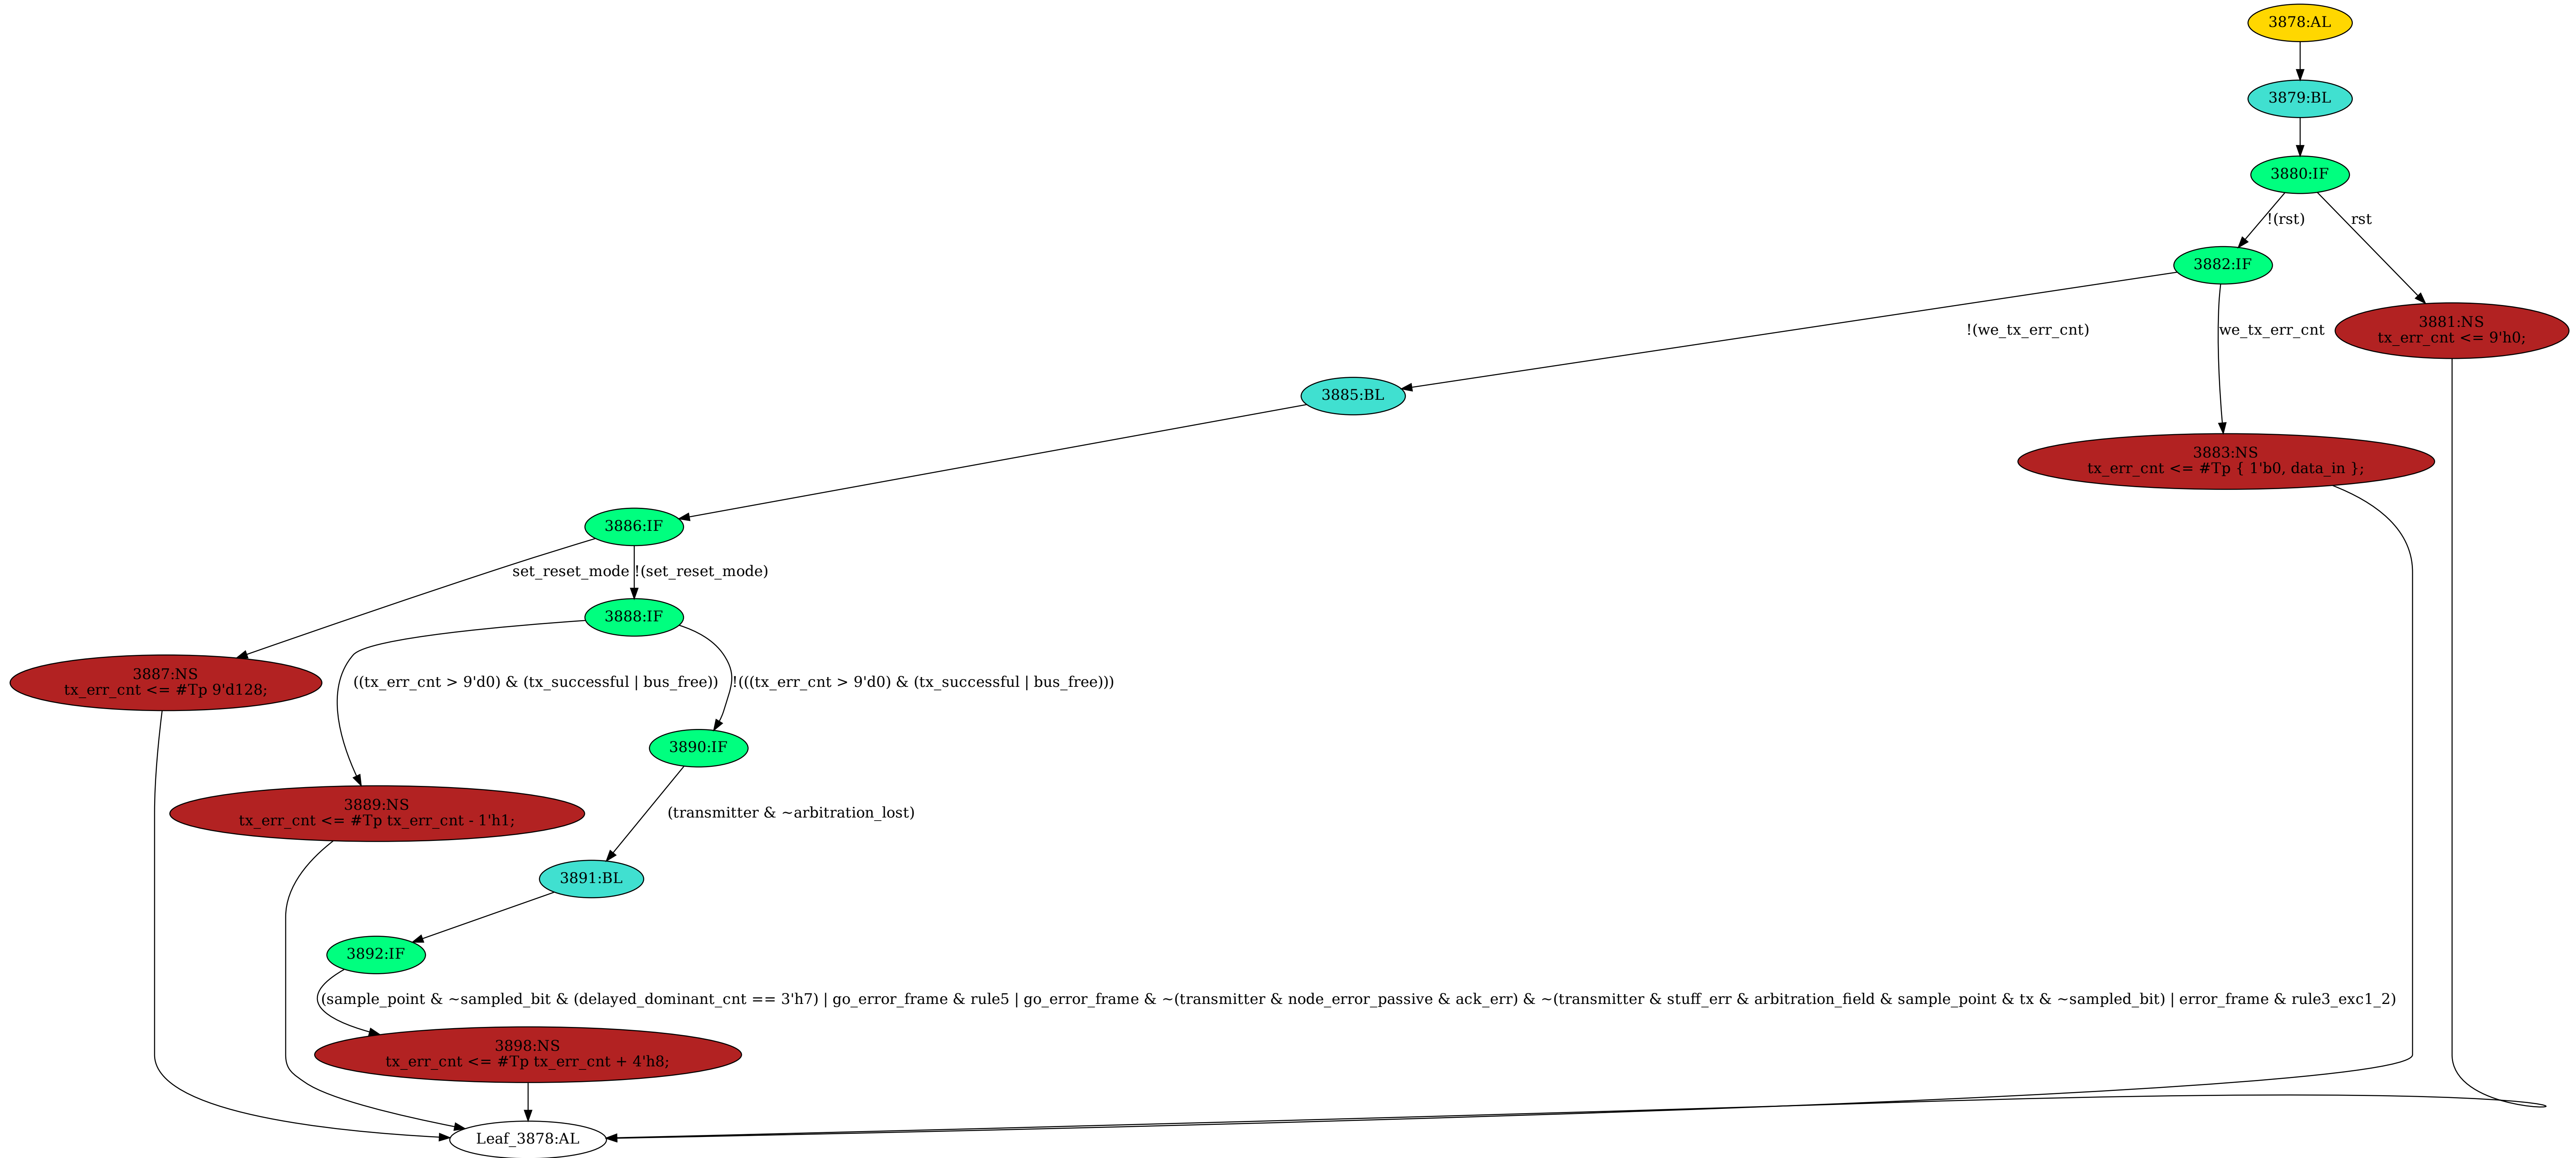 3878:AL
3879:BL
3880:IF
!(rst)
rst
3882:IF
3881:NS
tx_err_cnt <= 9'h0;
!(we_tx_err_cnt)
we_tx_err_cnt
3885:BL
3883:NS
tx_err_cnt <= #Tp { 1'b0, data_in };
3886:IF
set_reset_mode
!(set_reset_mode)
3888:IF
3887:NS
tx_err_cnt <= #Tp 9'd128;
((tx_err_cnt > 9'd0) & (tx_successful | bus_free))
!(((tx_err_cnt > 9'd0) & (tx_successful | bus_free)))
3890:IF
3889:NS
tx_err_cnt <= #Tp tx_err_cnt - 1'h1;
(transmitter & ~arbitration_lost)
3891:BL
3892:IF
(sample_point & ~sampled_bit & (delayed_dominant_cnt == 3'h7) | go_error_frame & rule5 | go_error_frame & ~(transmitter & node_error_passive & ack_err) & ~(transmitter & stuff_err & arbitration_field & sample_point & tx & ~sampled_bit) | error_frame & rule3_exc1_2)
3898:NS
tx_err_cnt <= #Tp tx_err_cnt + 4'h8;
Leaf_3878:AL